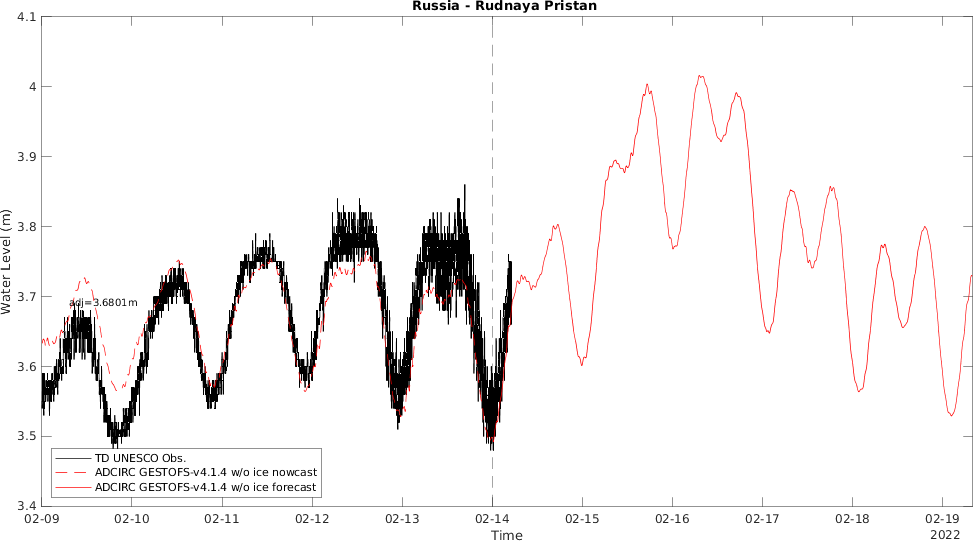 Russia - Rudnaya Pristan
4.1
4
3.9
3.8
3.7
3.6
3.5
3.4
Water Level (m)
adj=3.6801m
TD UNESCO Obs.
ADCIRC GESTOFS-v4.1.4 w/o ice nowcast
ADCIRC GESTOFS-v4.1.4 w/o ice forecast
02-09 02-10 02-11 02-12 02-13 02-14 02-15 02-16 02-17 02-18 02-19
2022
Time